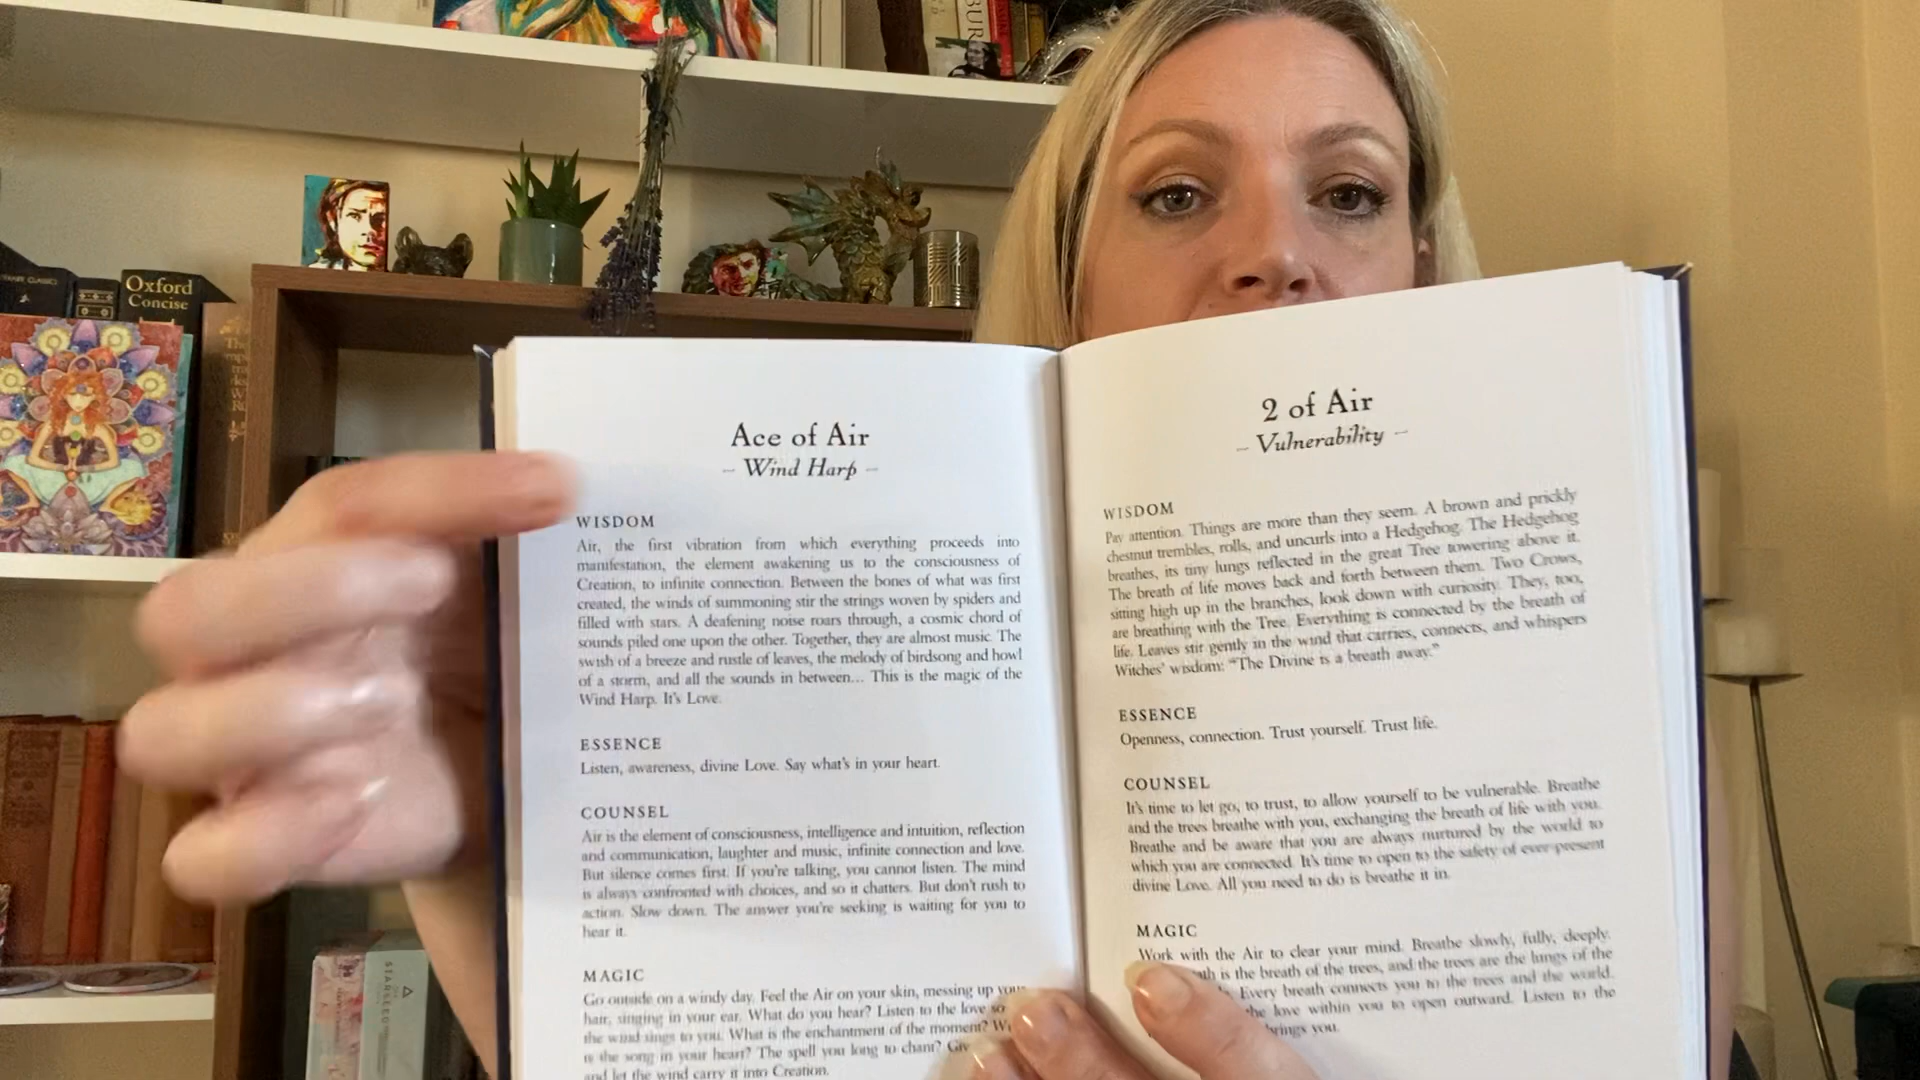 BUR
Oxford
Concise
STARSEED
Ace of Air
– Wind Harp –
WISDOM
Air, the first vibration from which everything proceeds into
manifestation, the element awakening us to the consciousness of
Creation, to infinite connection. Between the bones of what was first
created, the winds of summoning stir the strings woven by spiders and
filled with stars. A deafening noise roars through, a cosmic chord of
sounds piled one upon the other. Together, they are almost music. The
swish of a breeze and rustle of leaves, the melody of birdsong and howl
of a storm, and all the sounds in between… This is the magic of the
Wind Harp. It's Love.
ESSENCE
Listen, awareness, divine Love. Say what's in your heart.
COUNSEL
Air is the element of consciousness, intelligence and intuition, reflection
and communication, laughter and music, infinite connection and love.
But silence comes first. If you're talking, you cannot listen. The mind
is always confronted with choices, and so it chatters. But don't rush to
action. Slow down. The answer you're seeking is waiting for you to
hear it.
MAGIC
Go outside on a windy day. Feel the Air on your skin, messing up your
hair, singing in your ear. What do you hear? Listen to the love so
the wind sings to you. What is the enchantment of the moment?
is the song in your heart? The spell you long to chant?
and let the wind carry it into Creation.
2 of Air
– Vulnerability –
WISDOM
Pay attention. Things are more than they seem. A brown and prickly
chestnut trembles, rolls, and uncurls into a Hedgehog. The Hedgehog
breathes, its tiny lungs reflected in the great Tree towering above it.
The breath of life moves back and forth between them. Two Crows,
sitting high up in the branches, look down with curiosity. They, too,
are breathing with the Tree. Everything is connected by the breath of
life. Leaves stir gently in the wind that carries, connects, and whispers
Witches' wisdom: "The Divine is a breath away."
ESSENCE
Openness, connection. Trust yourself. Trust life.
COUNSEL
It's time to let go, to trust, to allow yourself to be vulnerable. Breathe
and the trees breathe with you, exchanging the breath of life with you.
Breathe and be aware that you are always nurtured by the world to
which you are connected. It's time to open to the safety of ever-present
divine Love. All you need to do is breathe it in.
MAGIC
Work with the Air to clear your mind. Breathe slowly, fully, deeply.
is the breath of the trees, and the trees are the lungs of the
Every breath connects you to the trees and the world.
the love within you to open outward. Listen to the
brings you.